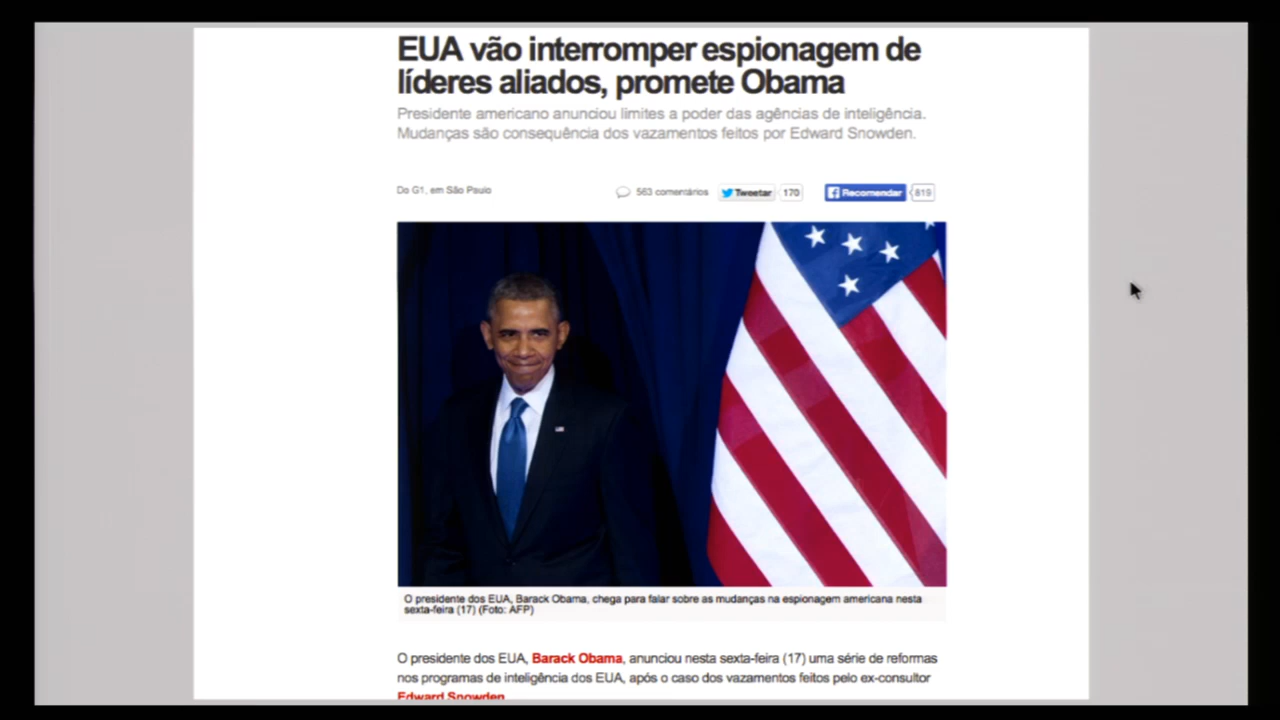 EUA vão interromper espionagem de
líderes aliados, promete Obama
Presidente americano anunciou limites a poder das agências de inteligência.
Mudanças são consequência dos vazamentos feitos por Edward Snowden.
Do G1, em São Paulo
563 comentários
Tweetar
170
Recomendar
819
O presidente dos EUA, Barack Obama, chega para falar sobre as mudanças na espionagem americana nesta
sexta-feira (17) (Foto: AFP)
O presidente dos EUA, Barack Obama, anunciou nesta sexta-feira (17) uma série de reformas
nos programas de inteligência dos EUA, após o caso dos vazamentos feitos pelo ex-consultor
Edward Snowden